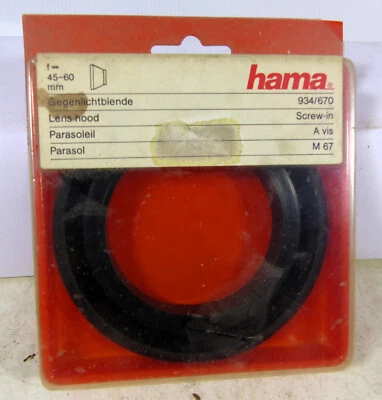 f=
45-60
mm
hama®
Gegenlichtblende 934/670
Lens hood Screw-in
Parasoleil A vis
Parasol M 67